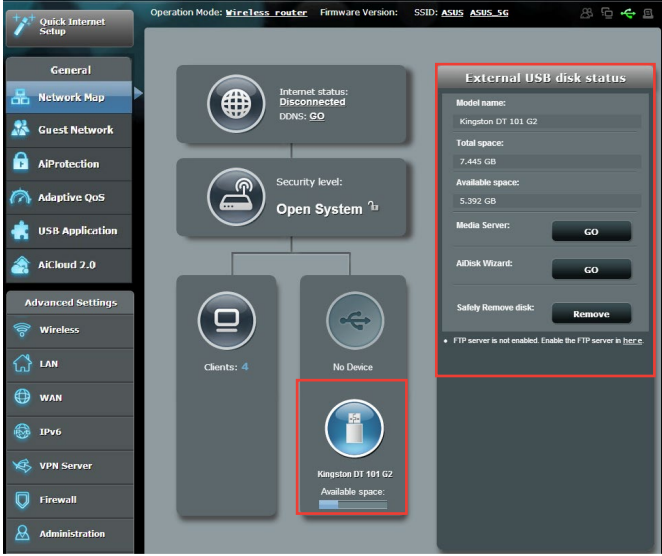 Quick Internet
Setup
Operation Mode: Wireless router Firmware Version: SSID: ASUS ASUS_5G
General
Network Map
Guest Network
AiProtection
Adaptive QoS
USB Application
AiCloud 2.0
Advanced Settings
Wireless
LAN
WAN
IPv6
VPN Server
Firewall
Administration
Internet status:
Disconnected
DDNS: GO
Security level:
Open System
Clients: 4
No Device
Kingston DT 101 G2
Available space:
External USB disk status
Model name:
Kingston DT 101 G2
Total space:
7.445 GB
Available space:
5.392 GB
Media Server: GO
AiDisk Wizard: GO
Safely Remove disk: Remove
FTP server is not enabled. Enable the FTP server in here.